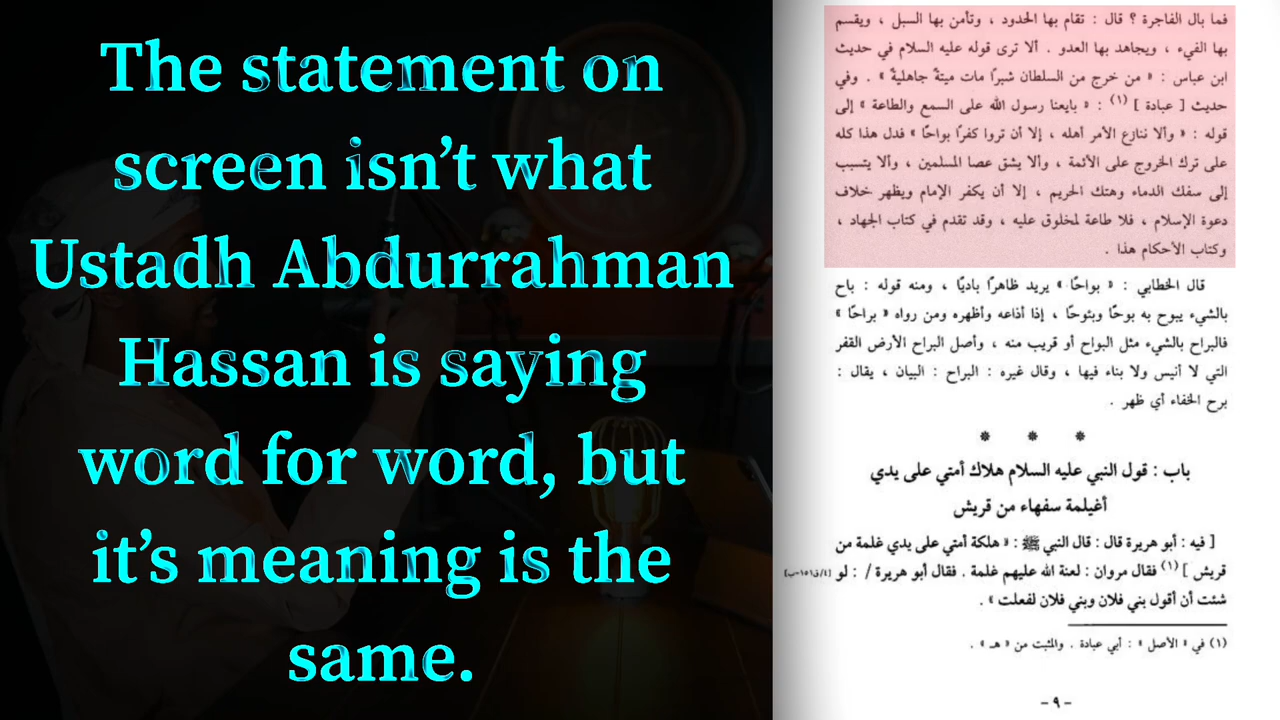 The statement on
screen isn't what
Ustadh Abdurrahman
Hassan is saying
word for word, but
it's meaning is the
same.
فما بال الفاجرة ؟ قال : تقام بها الحدود ، وتأمن بها السبل ، ويقسم
بها الفيء ، ويجاهد بها العدو . ألا ترى قوله عليه السلام في حديث
ابن عباس : « من خرج من السلطان شبرًا مات ميتةً جاهليةً » . وفي
حديث [ عبادة ] (١) : « بايعنا رسول الله على السمع والطاعة » إلى
قوله : « وألا ننازع الأمر أهله ، إلا أن تروا كفرًا بواحًا » فدل هذا كله
على ترك الخروج على الأئمة ، وألا يشق عصا المسلمين ، وألا يتسبب
إلى سفك الدماء وهتك الحريم ، إلا أن يكفر الإمام ويظهر خلاف
دعوة الإسلام ، فلا طاعة لمخلوق عليه ، وقد تقدم في كتاب الجهاد ،
وكتاب الأحكام هذا .
قال الخطابي : « بواحًا » يريد ظاهرًا باديًا ، ومنه قوله : باح
بالشيء يبوح به بوحًا وبئوحًا ، إذا أذاعه وأظهره ومن رواه « براحًا »
فالبراح بالشيء مثل البواح أو قريب منه ، وأصل البراح الأرض القفر
التي لا أنيس ولا بناء فيها ، وقال غيره : البراح : البيان ، يقال :
برح الخفاء أي ظهر .
* * *
باب : قول النبي عليه السلام هلاك أمتي على يدي
أغيلمة سفهاء من قريش
[ فيه : أبو هريرة قال : قال النبي ﷺ : « هلكة أمتي على يدي غلمة من
قريش ] (١) فقال مروان : لعنة الله عليهم غلمة . فقال أبو هريرة / : لو [٤/ق١٥١-ب]
شئت أن أقول بني فلان وبني فلان لفعلت » .
(١) في « الأصل » : أبي عبادة . والمثبت من « هـ » .
- ٩ -